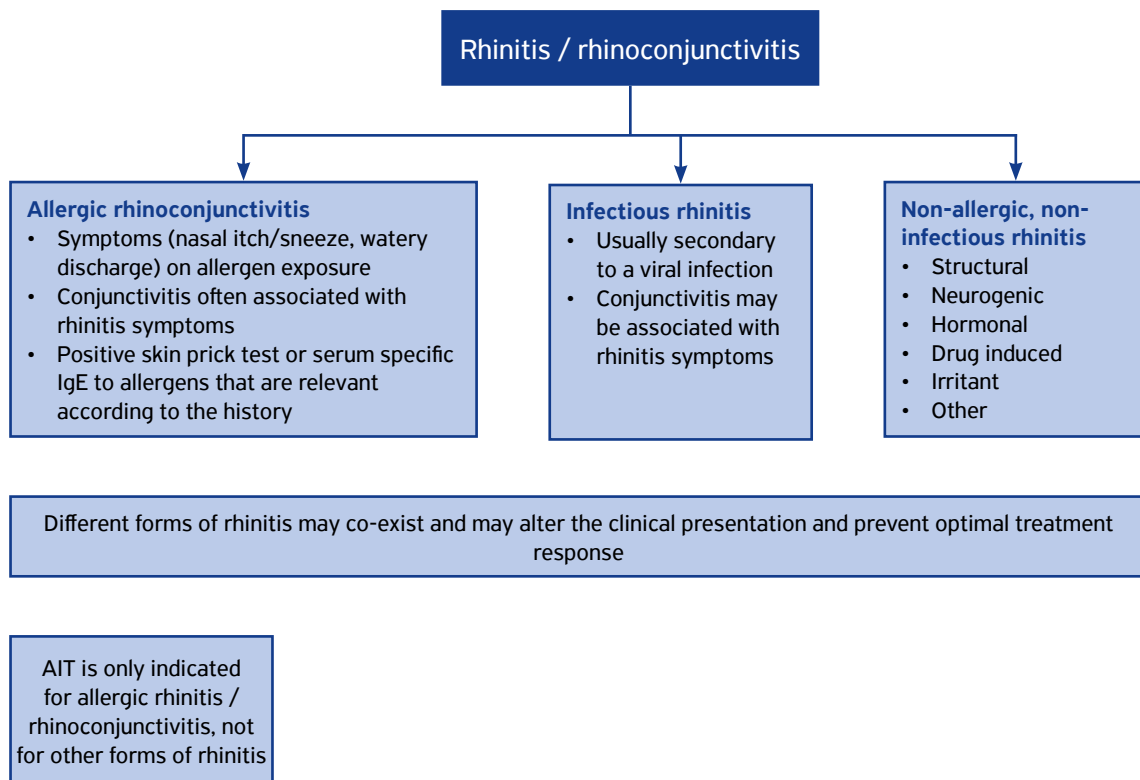 Rhinitis / rhinoconjunctivitis
Allergic rhinoconjunctivitis
• Symptoms (nasal itch/sneeze, watery
discharge) on allergen exposure
• Conjunctivitis often associated with
rhinitis symptoms
• Positive skin prick test or serum specific
IgE to allergens that are relevant
according to the history
Infectious rhinitis
• Usually secondary
to a viral infection
• Conjunctivitis may
be associated with
rhinitis symptoms
Non-allergic, non-
infectious rhinitis
• Structural
• Neurogenic
• Hormonal
• Drug induced
• Irritant
• Other
Different forms of rhinitis may co-exist and may alter the clinical presentation and prevent optimal treatment
response
AIT is only indicated
for allergic rhinitis /
rhinoconjunctivitis, not
for other forms of rhinitis